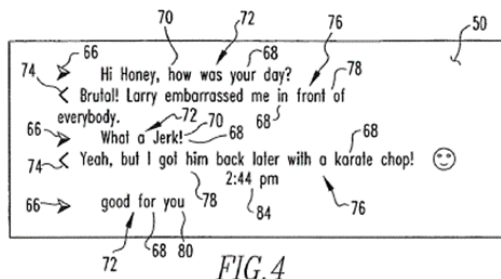 70 72 76 50
66 68
74 Hi Honey, how was your day? 78
Brutal! Larry embarrassed me in front of
everybody. 72 68
66 What a Jerk! 70 68 68
74 Yeah, but I got him back later with a karate chop!
2:44 pm
66 good for you 78 84 76
72 68 80
FIG.4